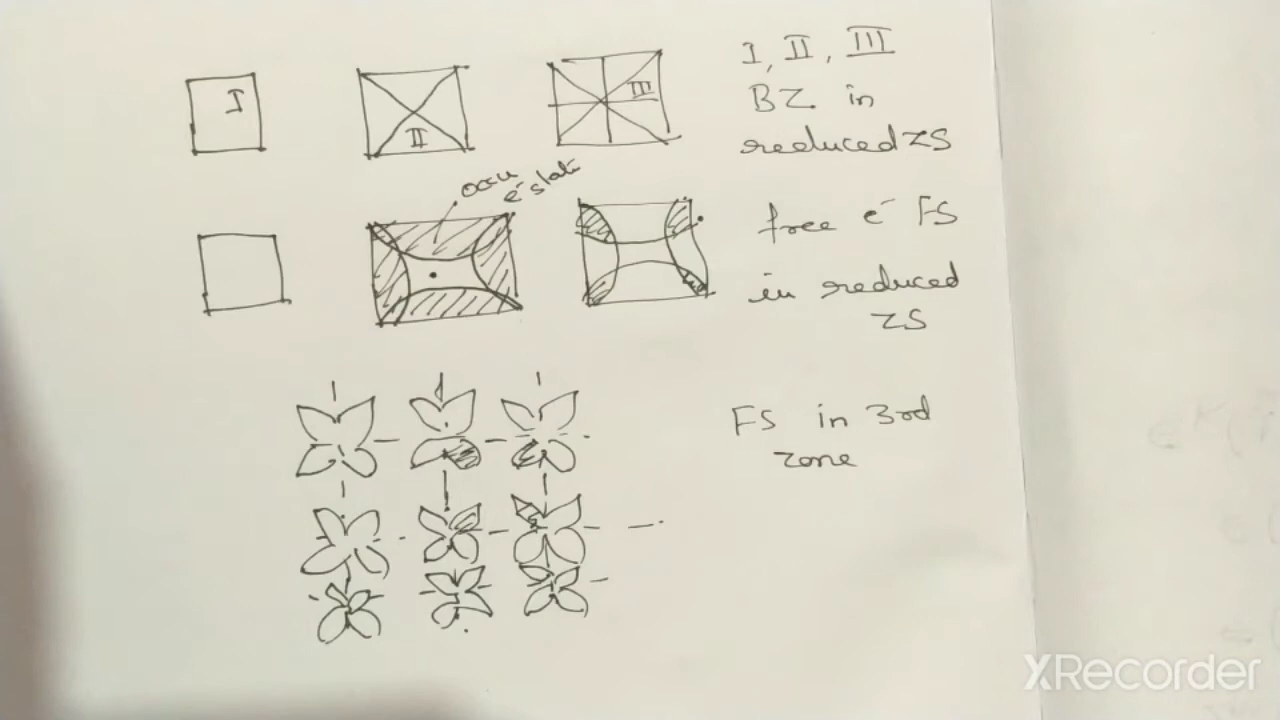 I
II
III
I, II, III
BZ in
reduced ZS
occu
e⁻ state
free e⁻ FS
in reduced
ZS
FS in 3rd
zone
XRecorder